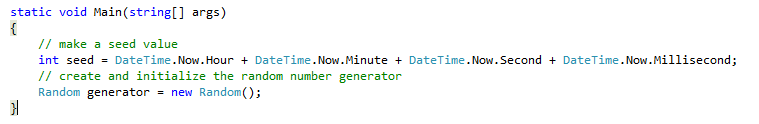 static void Main(string[] args)
{
// make a seed value
int seed = DateTime.Now.Hour + DateTime.Now.Minute + DateTime.Now.Second + DateTime.Now.Millisecond;
// create and initialize the random number generator
Random generator = new Random();
}